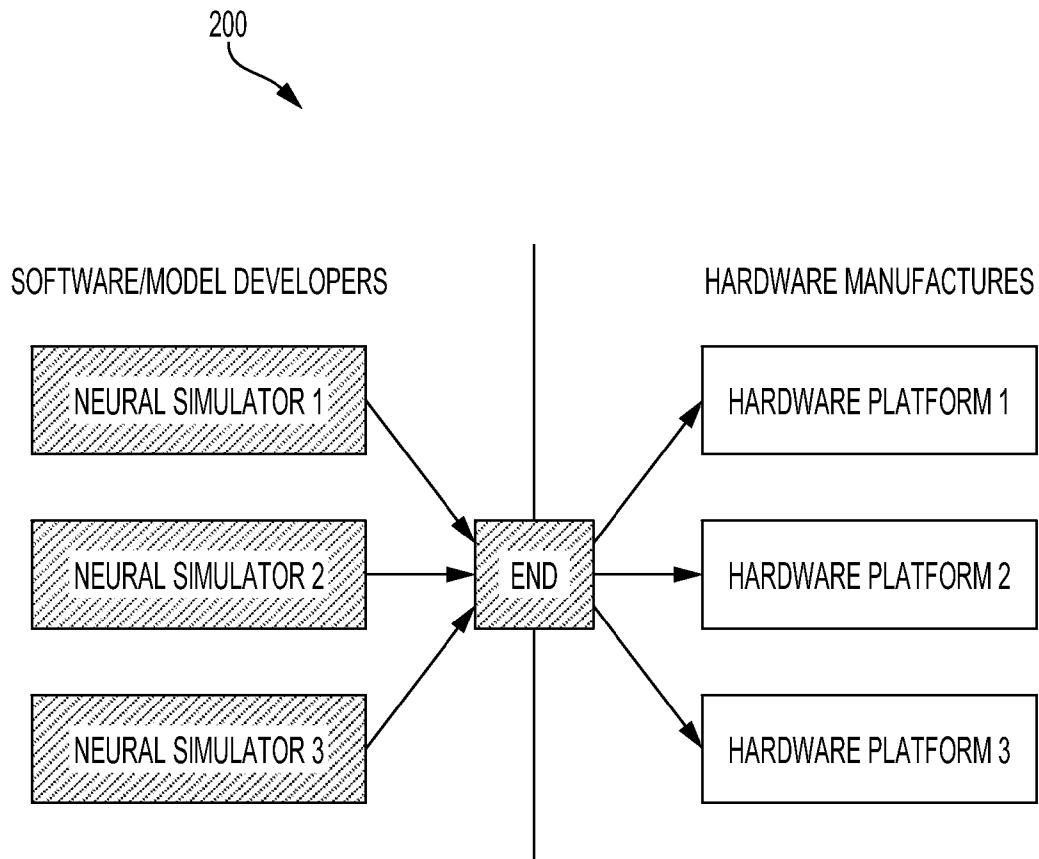 200
SOFTWARE/MODEL DEVELOPERS
HARDWARE MANUFACTURES
NEURAL SIMULATOR 1
HARDWARE PLATFORM 1
NEURAL SIMULATOR 2
END
HARDWARE PLATFORM 2
NEURAL SIMULATOR 3
HARDWARE PLATFORM 3